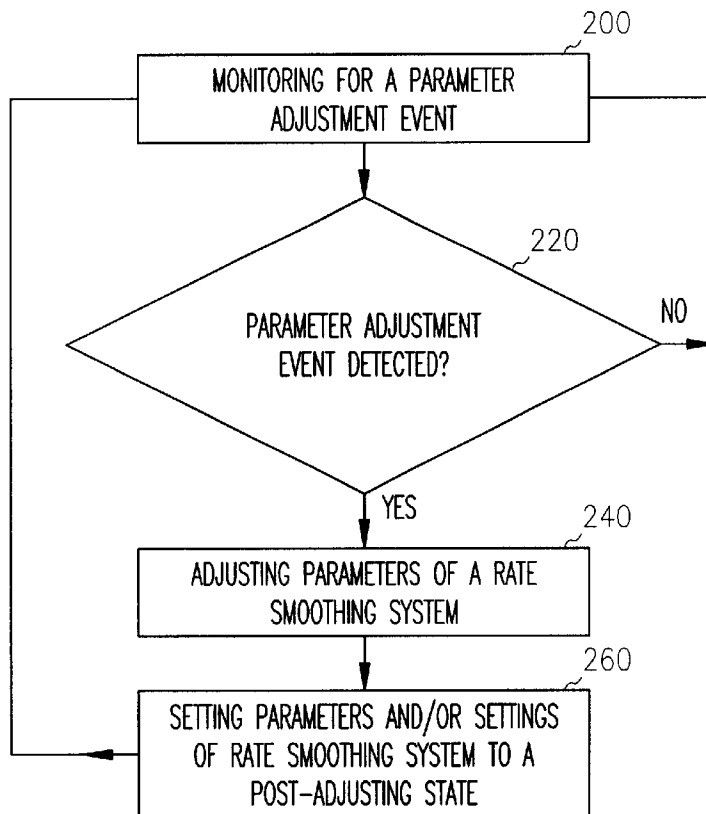 200
MONITORING FOR A PARAMETER
ADJUSTMENT EVENT
220
PARAMETER ADJUSTMENT
EVENT DETECTED?
NO
YES
240
ADJUSTING PARAMETERS OF A RATE
SMOOTHING SYSTEM
260
SETTING PARAMETERS AND/OR SETTINGS
OF RATE SMOOTHING SYSTEM TO A
POST-ADJUSTING STATE